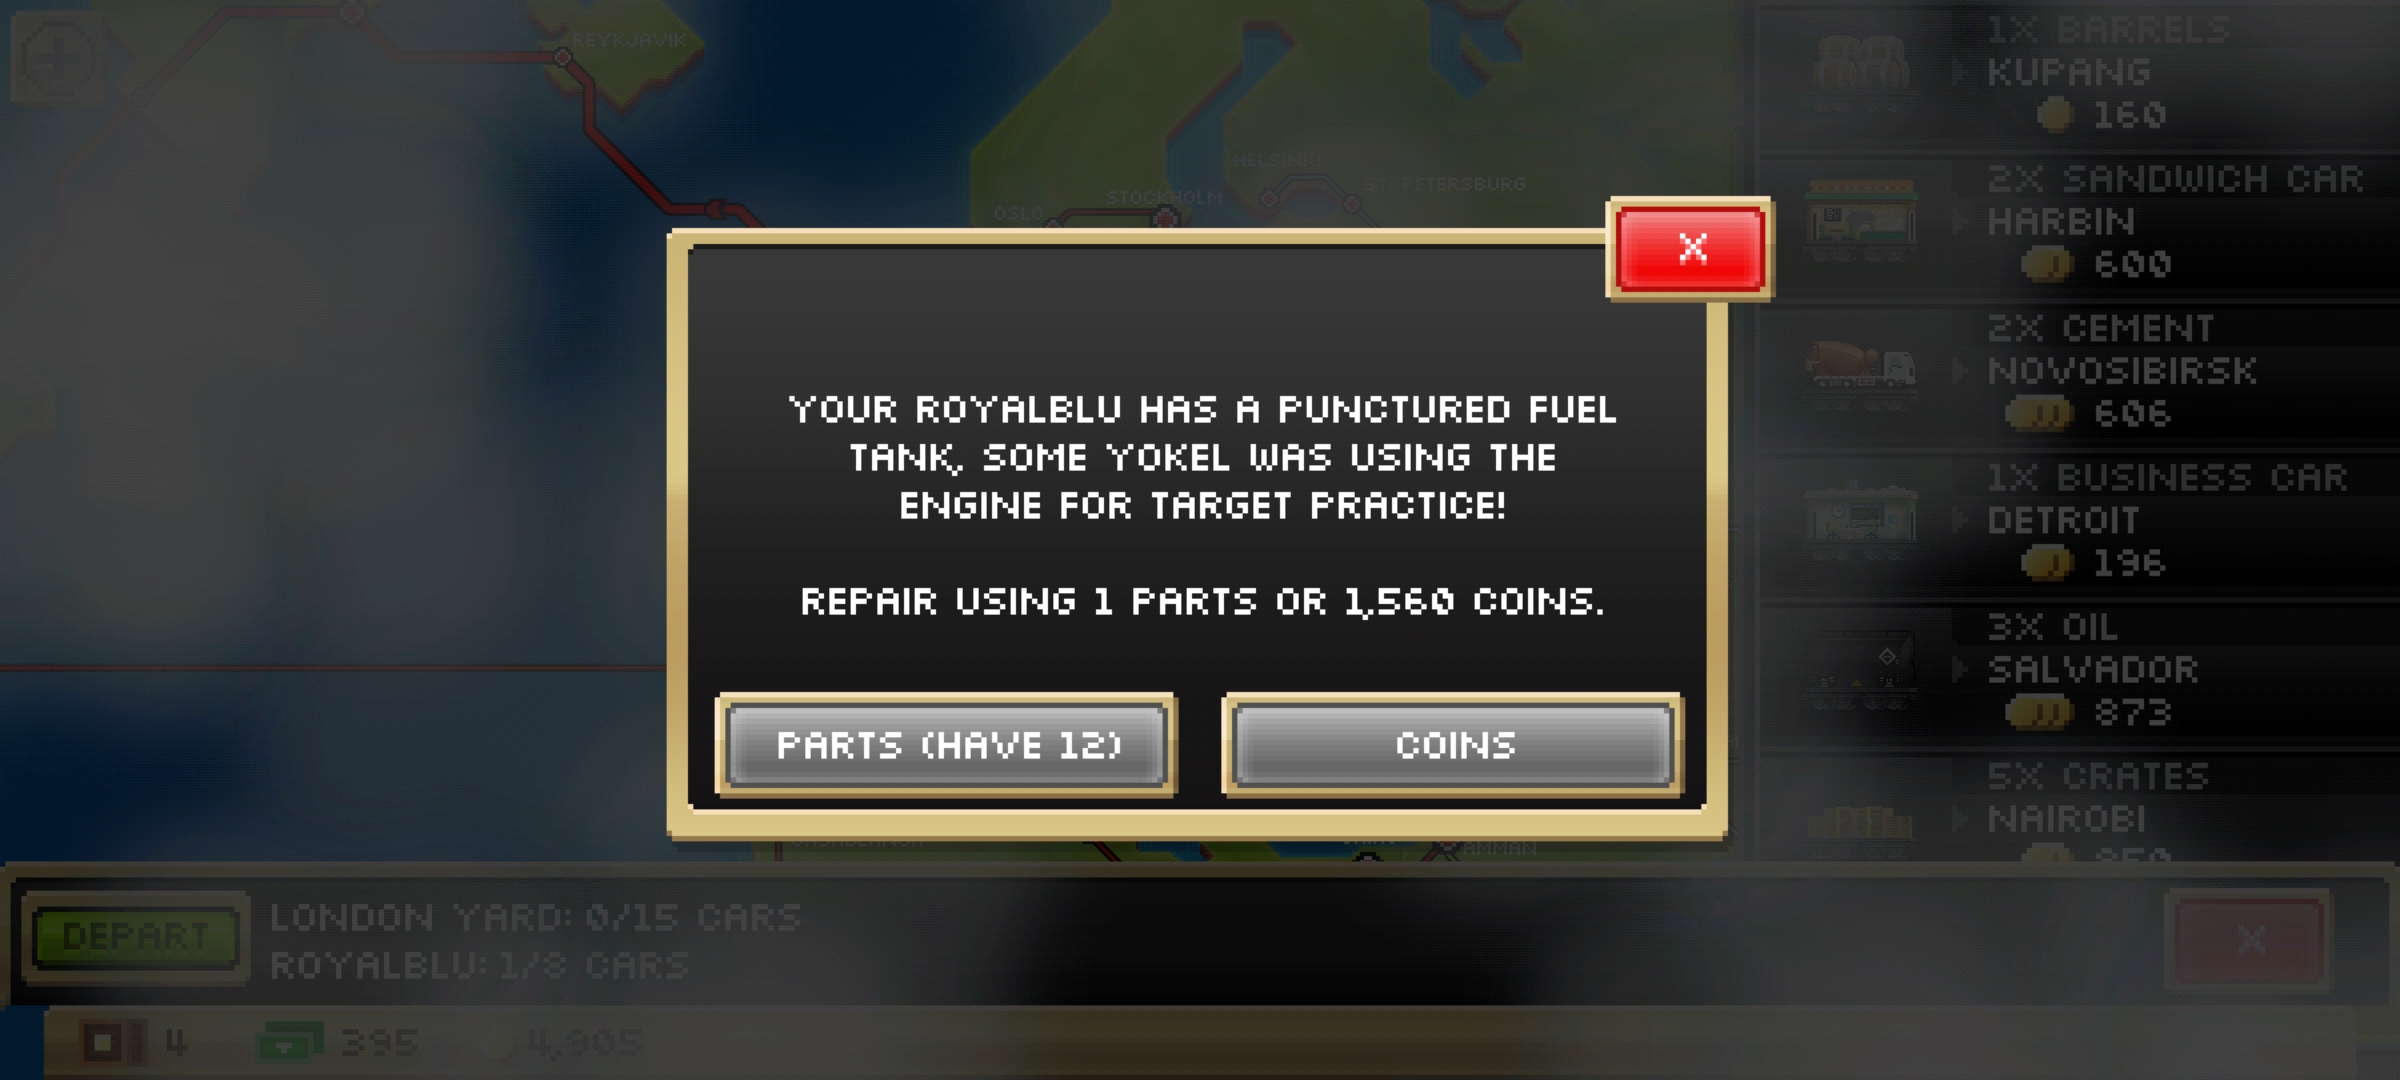 REYKJAVIK
HELSINKI
ST. PETERSBURG
STOCKHOLM
OSLO
1X BARRELS
KUPANG
160
2X SANDWICH CAR
HARBIN
600
2X CEMENT
NOVOSIBIRSK
606
1X BUSINESS CAR
DETROIT
196
3X OIL
SALVADOR
873
5X CRATES
NAIROBI
850
X
YOUR ROYALBLU HAS A PUNCTURED FUEL
TANK, SOME YOKEL WAS USING THE
ENGINE FOR TARGET PRACTICE!
REPAIR USING 1 PARTS OR 1,560 COINS.
PARTS (HAVE 12)
COINS
CASABLANCA
AMMAN
DEPART
LONDON YARD: 0/15 CARS
ROYALBLU: 1/8 CARS
X
4
395
4,905